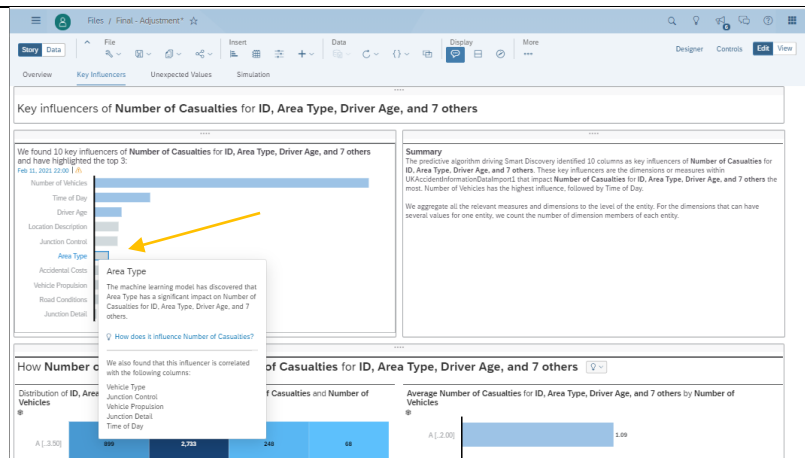 Files / Final - Adjustment*
Story Data
File
Insert
Data
Display
More
Designer Controls Edit View
Overview Key Influencers Unexpected Values Simulation
Key influencers of Number of Casualties for ID, Area Type, Driver Age, and 7 others
We found 10 key influencers of Number of Casualties for ID, Area Type, Driver Age, and 7 others
and have highlighted the top 3:
Feb 11, 2021 22:00
Number of Vehicles
Time of Day
Driver Age
Location Description
Junction Control
Area Type
Accidental Costs
Vehicle Propulsion
Road Conditions
Junction Detail
Area Type
The machine learning model has discovered that
Area Type has a significant impact on Number of
Casualties for ID, Area Type, Driver Age, and 7
others.
How does it influence Number of Casualties?
We also found that this influencer is correlated
with the following columns:
Vehicle Type
Junction Control
Vehicle Propulsion
Junction Detail
Time of Day
Summary
The predictive algorithm driving Smart Discovery identified 10 columns as key influencers of Number of Casualties for
ID, Area Type, Driver Age, and 7 others. These key influencers are the dimensions or measures within
UKAccidentInformationDataImport1 that impact Number of Casualties for ID, Area Type, Driver Age, and 7 others the
most. Number of Vehicles has the highest influence, followed by Time of Day.
We aggregate all the relevant measures and dimensions to the level of the entity. For the dimensions that can have
several values for one entity, we count the number of dimension members of each entity.
How Number o of Casualties for ID, Area Type, Driver Age, and 7 others
Distribution of ID, Area f Casualties and Number of
Vehicles
A [..3.50) 899 2,733 248 68
Average Number of Casualties for ID, Area Type, Driver Age, and 7 others by Number of
Vehicles
A [..2.00) 1.09